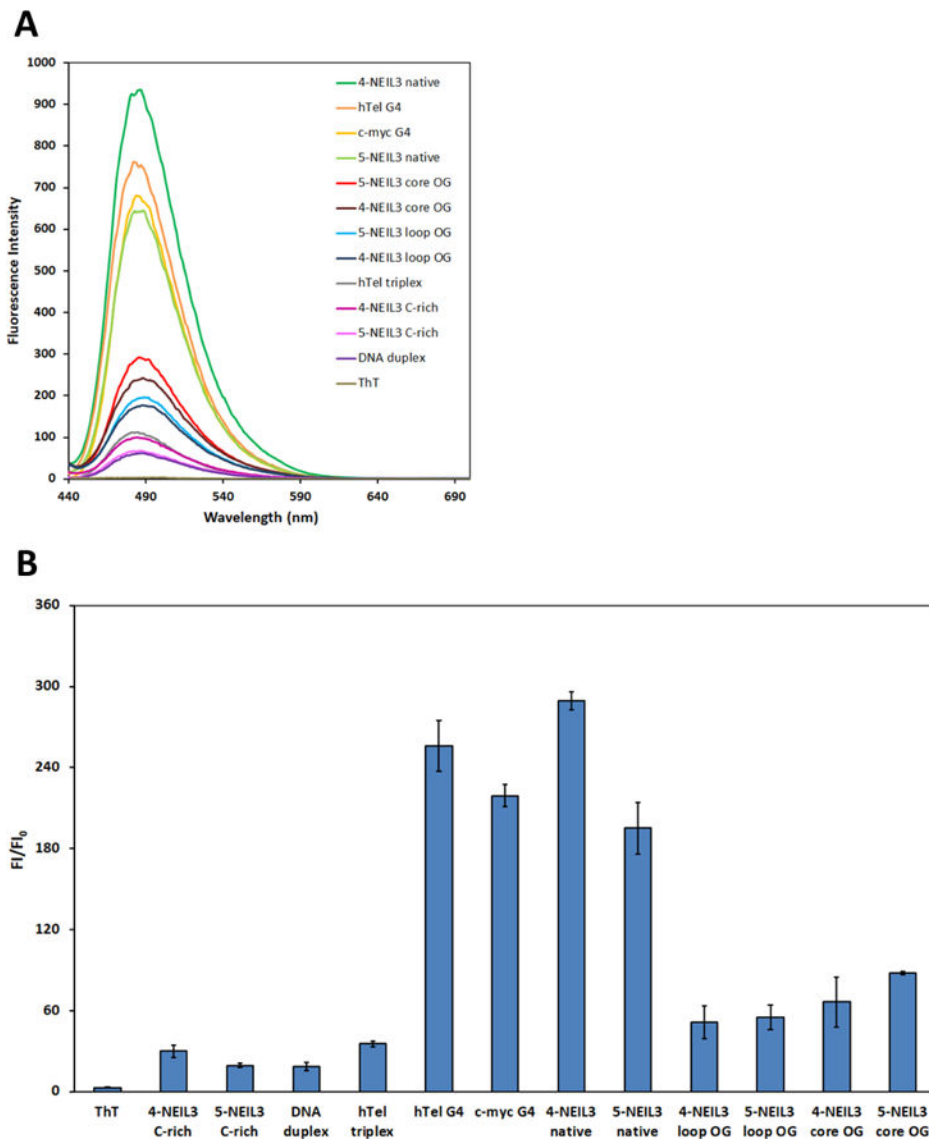 A
1000
900
800
700
600
500
400
300
200
100
0
Fluorescence Intensity
440
490
540
590
640
690
Wavelength (nm)
4-NEIL3 native
hTel G4
c-myc G4
5-NEIL3 native
5-NEIL3 core OG
4-NEIL3 core OG
5-NEIL3 loop OG
4-NEIL3 loop OG
hTel triplex
4-NEIL3 C-rich
5-NEIL3 C-rich
DNA duplex
ThT
B
360
300
240
180
120
60
0
FI/FI₀
ThT
4-NEIL3
C-rich
5-NEIL3
C-rich
DNA
duplex
hTel
triplex
hTel G4
c-myc G4
4-NEIL3
native
5-NEIL3
native
4-NEIL3
loop OG
5-NEIL3
loop OG
4-NEIL3
core OG
5-NEIL3
core OG